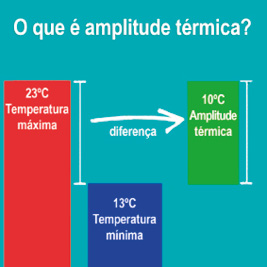 O que é amplitude térmica?
23ºC
Temperatura
máxima
diferença
10ºC
Amplitude
térmica
13ºC
Temperatura
mínima